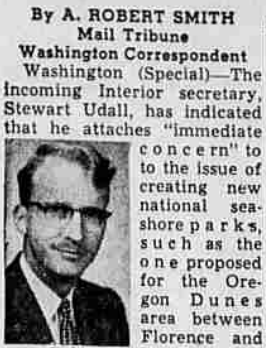 By A. ROBERT SMITH
Mail Tribune
Washington Correspondent
Washington (Special)—The
incoming Interior secretary,
Stewart Udall, has indicated
that he attaches "immediate
concern" to
to the issue of
creating new
national sea-
shore parks,
such as the
one proposed
for the Ore-
gon Dunes
area between
Florence and